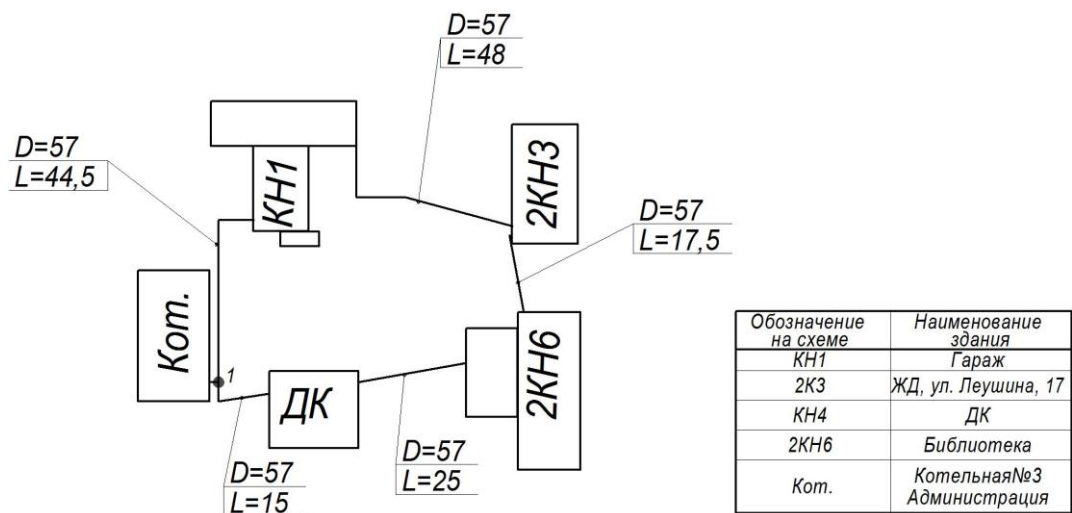 D=57
L=48
D=57
L=44,5
КН1
2КН3
D=57
L=17,5
Кот.
1
ДК
2КН6
D=57
L=15
D=57
L=25
Обозначение на схеме
Наименование здания
КН1 Гараж
2К3 ЖД, ул. Леушина, 17
КН4 ДК
2КН6 Библиотека
Кот. Котельная№3
Администрация